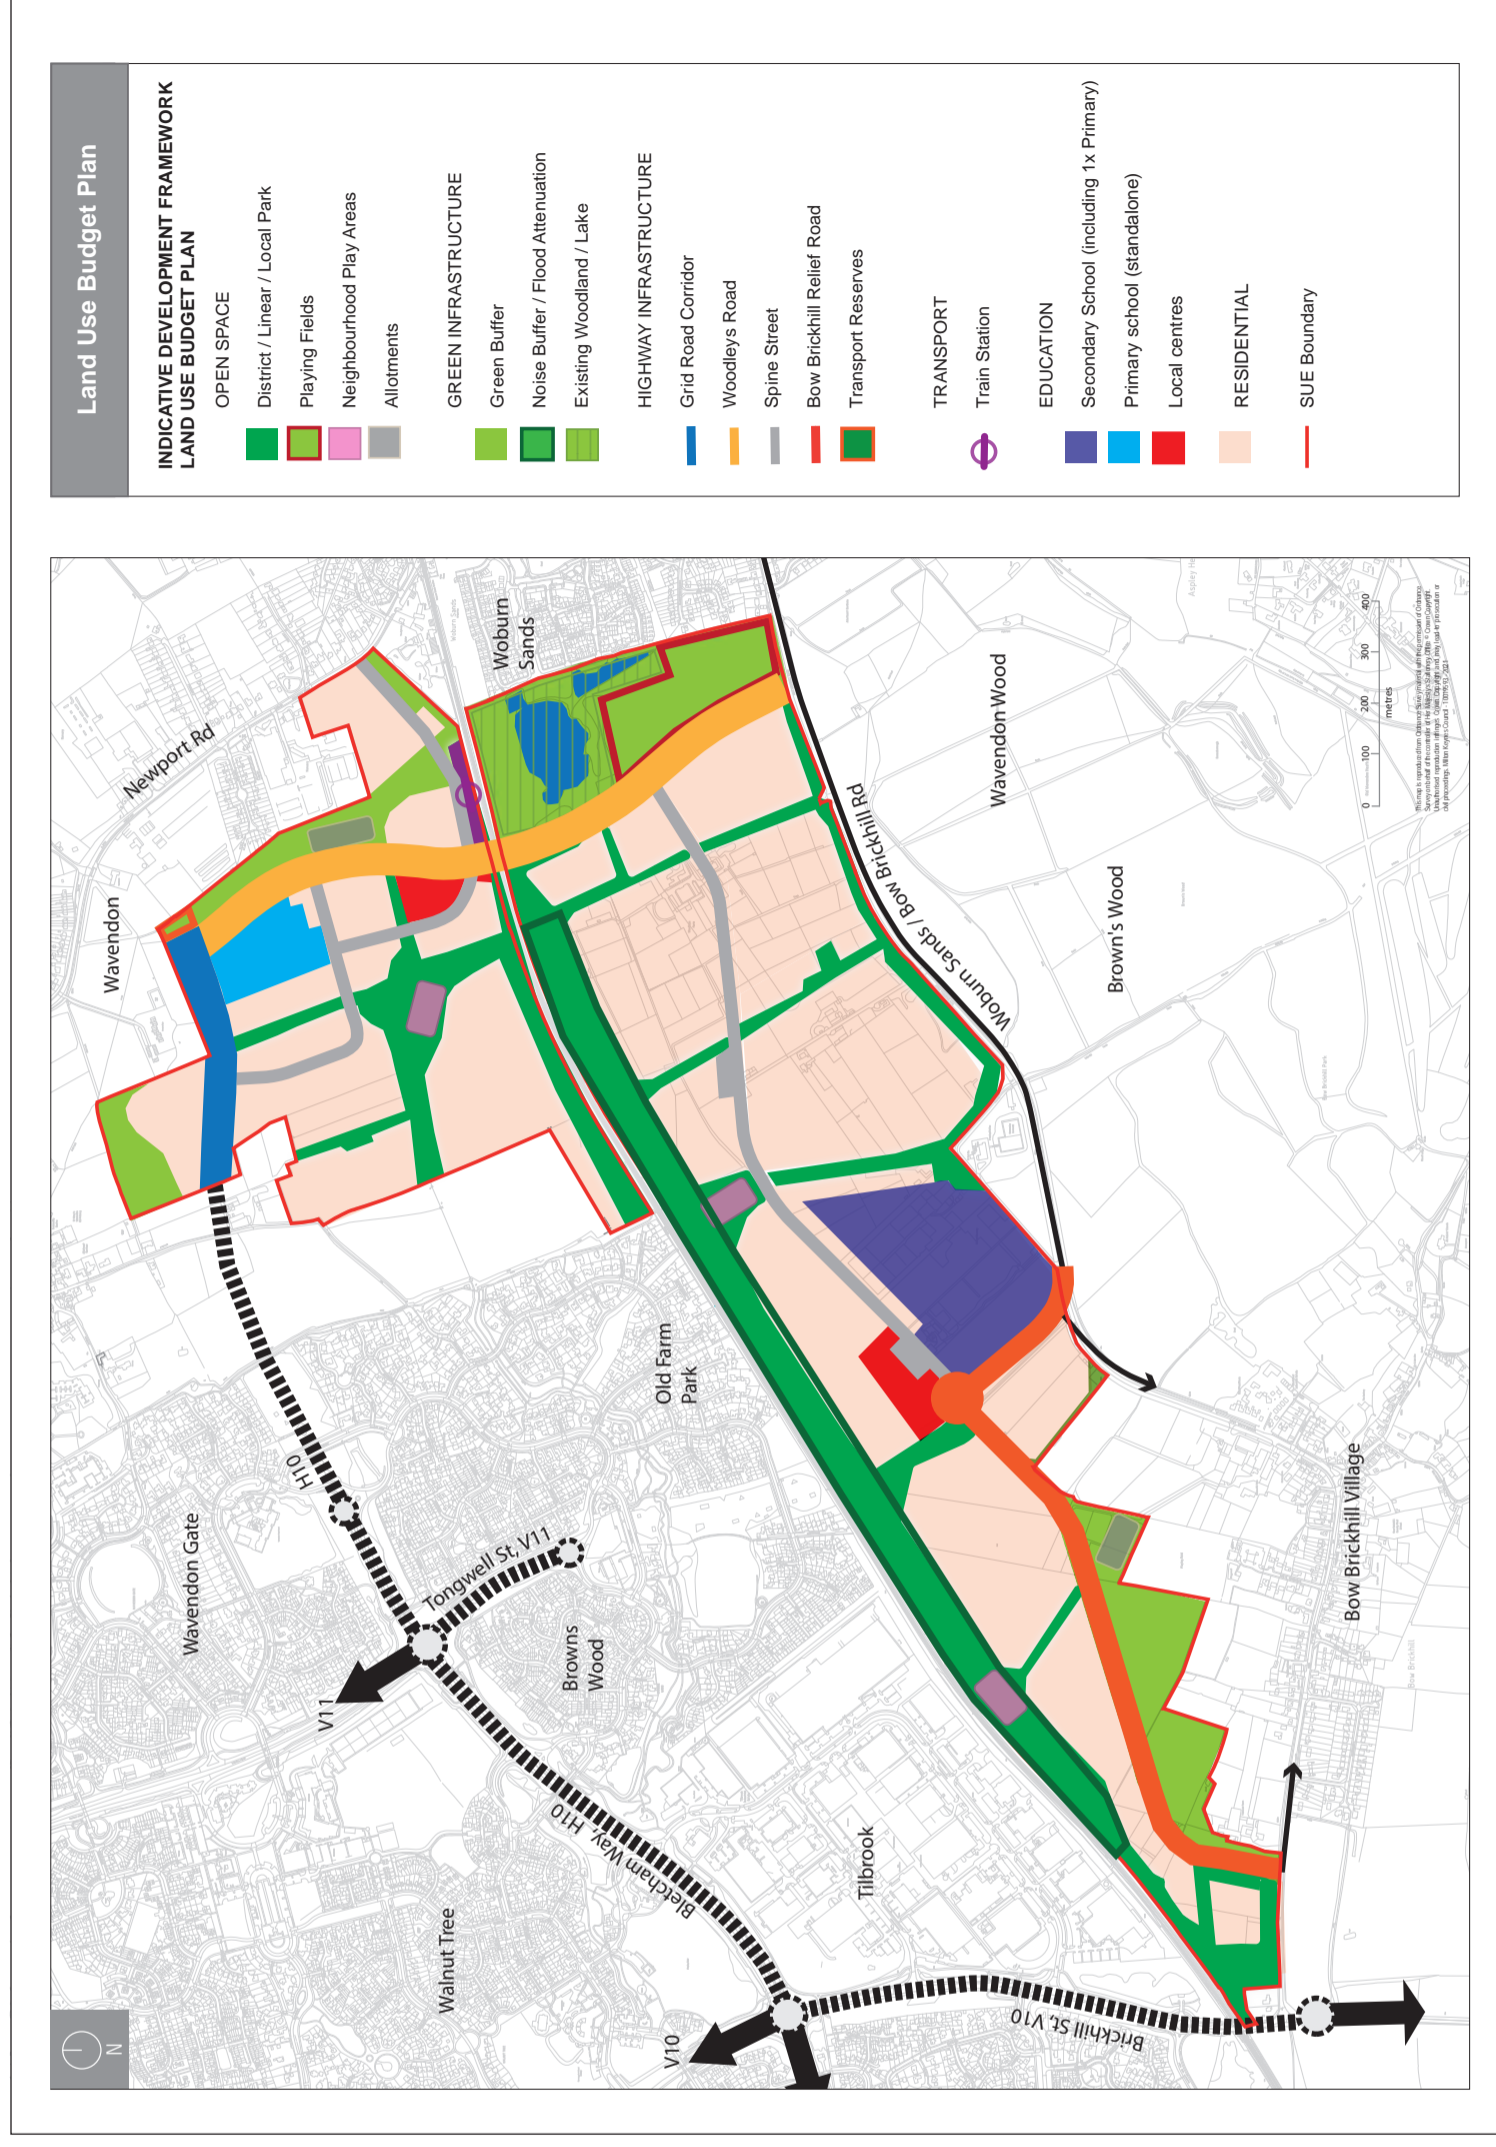 Land Use Budget Plan
INDICATIVE DEVELOPMENT FRAMEWORK
LAND USE BUDGET PLAN
OPEN SPACE
District / Linear / Local Park
Playing Fields
Neighbourhood Play Areas
Allotments
GREEN INFRASTRUCTURE
Green Buffer
Noise Buffer / Flood Attenuation
Existing Woodland / Lake
HIGHWAY INFRASTRUCTURE
Grid Road Corridor
Woodleys Road
Spine Street
Bow Brickhill Relief Road
Transport Reserves
TRANSPORT
Train Station
EDUCATION
Secondary School (including 1x Primary)
Primary school (standalone)
Local centres
RESIDENTIAL
SUE Boundary
N
Newport Rd
Wavendon
Woburn
Sands
Wavendon Wood
Woburn Sands / Bow Brickhill Rd
Brown's Wood
Old Farm
Park
H10
Wavendon Gate
Tongwell St, V11
V11
Browns
Wood
Bletcham Way, H10
Walnut Tree
Tilbrook
Bow Brickhill Village
V10
Brickhill St, V10
Bow Brickhill
Woburn Sands
0 100 200 300 400
metres